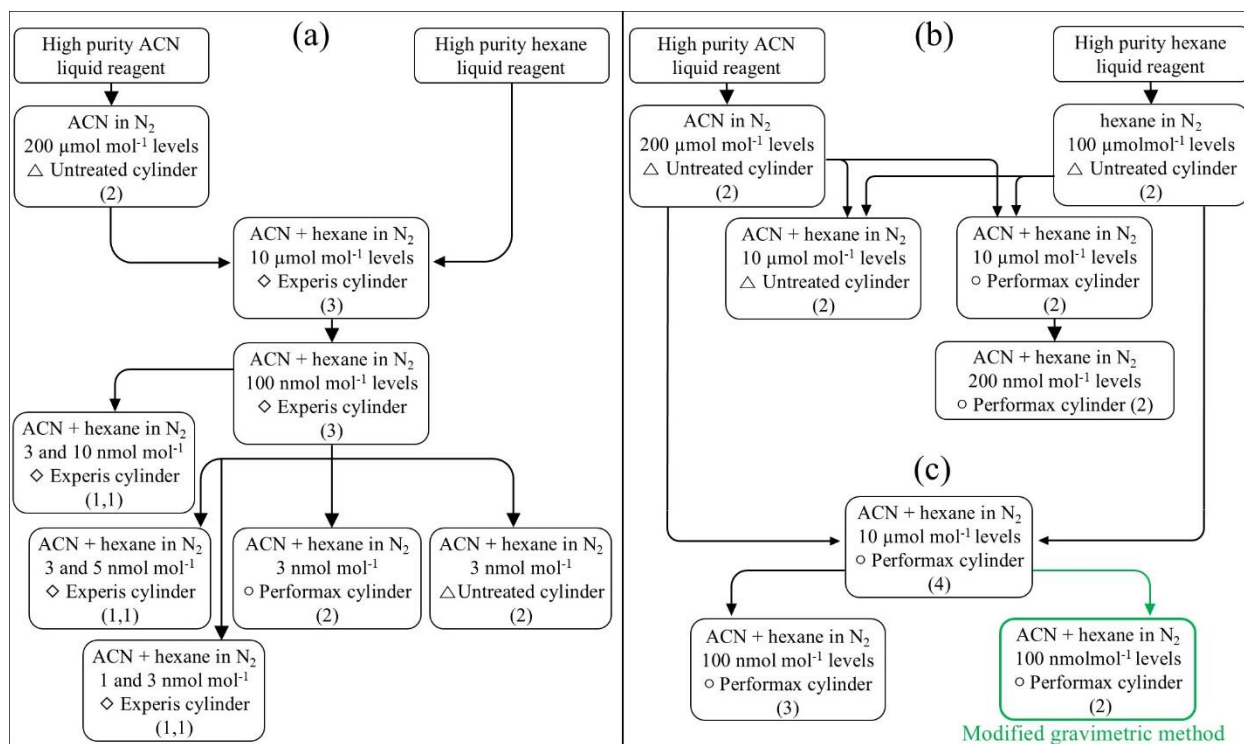 (a)
High purity ACN
liquid reagent
High purity hexane
liquid reagent
ACN in N₂
200 µmol mol⁻¹ levels
△ Untreated cylinder
(2)
ACN + hexane in N₂
10 µmol mol⁻¹ levels
◇ Experis cylinder
(3)
ACN + hexane in N₂
100 nmol mol⁻¹ levels
◇ Experis cylinder
(3)
ACN + hexane in N₂
3 and 10 nmol mol⁻¹
◇ Experis cylinder
(1,1)
ACN + hexane in N₂
3 and 5 nmol mol⁻¹
◇ Experis cylinder
(1,1)
ACN + hexane in N₂
3 nmol mol⁻¹
○ Performax cylinder
(2)
ACN + hexane in N₂
3 nmol mol⁻¹
△Untreated cylinder
(2)
ACN + hexane in N₂
1 and 3 nmol mol⁻¹
◇ Experis cylinder
(1,1)
(b)
High purity ACN
liquid reagent
High purity hexane
liquid reagent
ACN in N₂
200 µmol mol⁻¹ levels
△ Untreated cylinder
(2)
hexane in N₂
100 µmolmol⁻¹ levels
△ Untreated cylinder
(2)
ACN + hexane in N₂
10 µmol mol⁻¹ levels
△ Untreated cylinder
(2)
ACN + hexane in N₂
10 µmol mol⁻¹ levels
○ Performax cylinder
(2)
ACN + hexane in N₂
200 nmol mol⁻¹ levels
○ Performax cylinder (2)
(c)
ACN + hexane in N₂
10 µmol mol⁻¹ levels
○ Performax cylinder
(4)
ACN + hexane in N₂
100 nmol mol⁻¹ levels
○ Performax cylinder
(3)
ACN + hexane in N₂
100 nmolmol⁻¹ levels
○ Performax cylinder
(2)
Modified gravimetric method